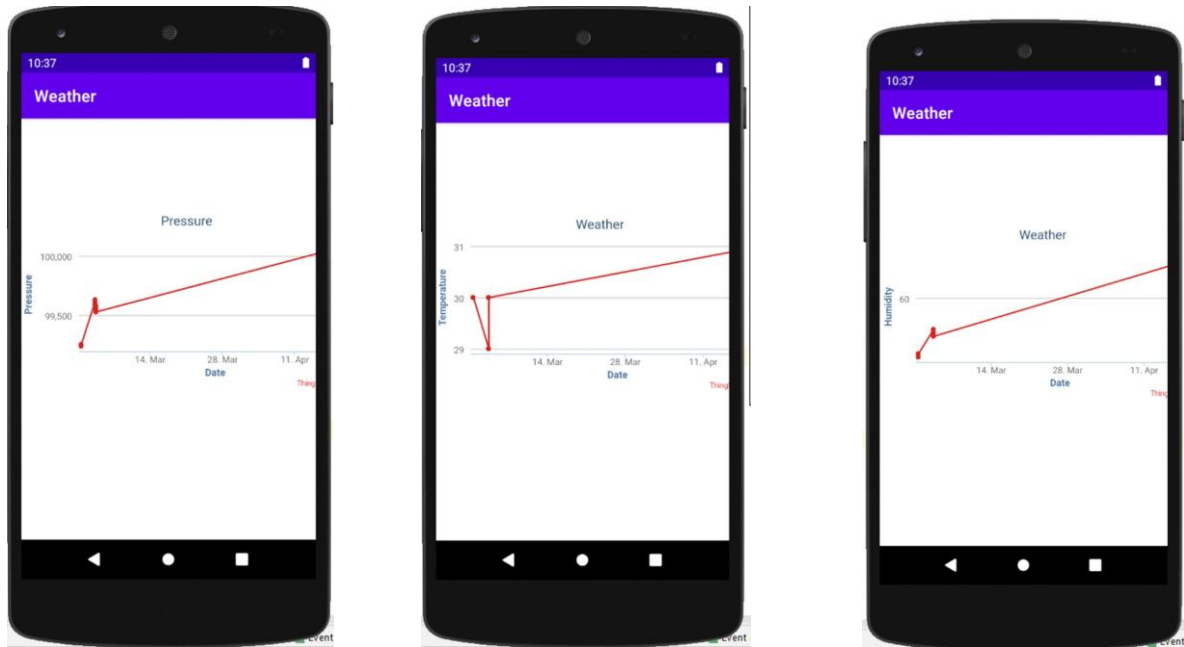 10:37
Weather
Pressure
100,000
99,500
Pressure
14. Mar
28. Mar
11. Apr
Date
Thing
Event
10:37
Weather
Weather
31
30
29
Temperature
14. Mar
28. Mar
11. Apr
Date
Thing
Event
10:37
Weather
Weather
60
Humidity
14. Mar
28. Mar
11. Apr
Date
Thing
Event